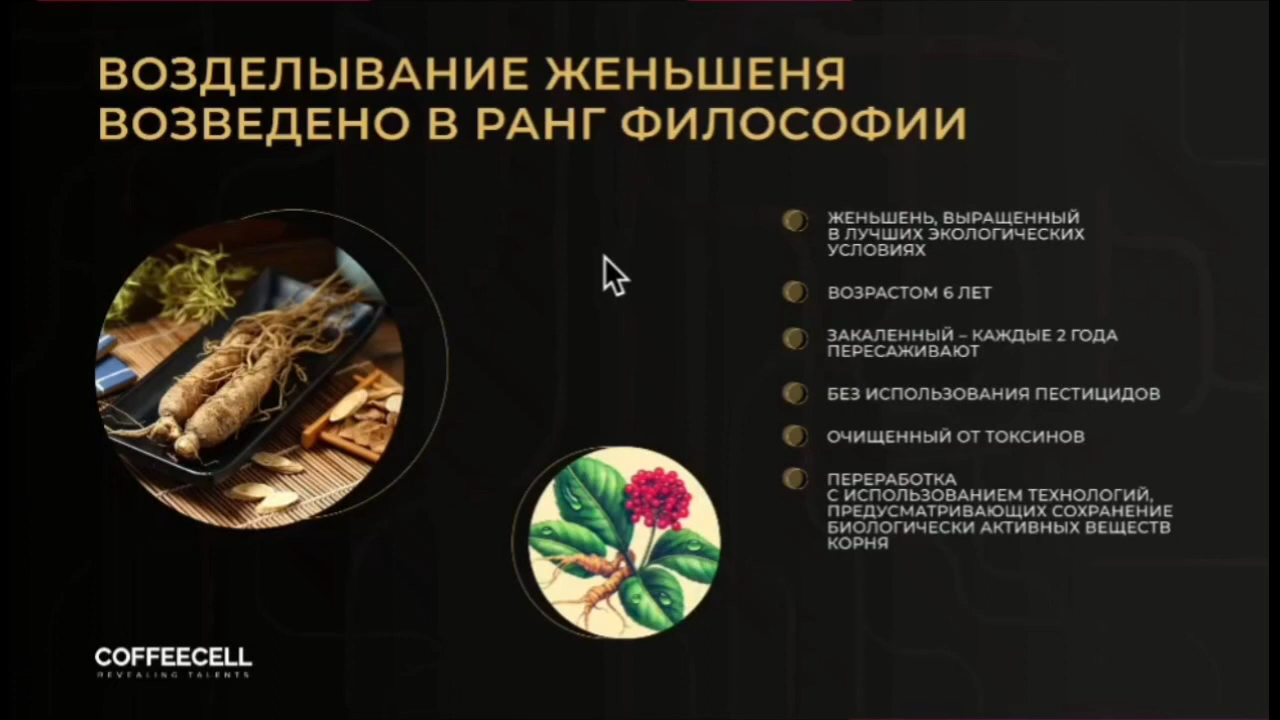 ВОЗДЕЛЫВАНИЕ ЖЕНЬШЕНЯ
ВОЗВЕДЕНО В РАНГ ФИЛОСОФИИ
ЖЕНЬШЕНЬ, ВЫРАЩЕННЫЙ
В ЛУЧШИХ ЭКОЛОГИЧЕСКИХ
УСЛОВИЯХ
ВОЗРАСТОМ 6 ЛЕТ
ЗАКАЛЕННЫЙ – КАЖДЫЕ 2 ГОДА
ПЕРЕСАЖИВАЮТ
БЕЗ ИСПОЛЬЗОВАНИЯ ПЕСТИЦИДОВ
ОЧИЩЕННЫЙ ОТ ТОКСИНОВ
ПЕРЕРАБОТКА
С ИСПОЛЬЗОВАНИЕМ ТЕХНОЛОГИЙ,
ПРЕДУСМАТРИВАЮЩИХ СОХРАНЕНИЕ
БИОЛОГИЧЕСКИ АКТИВНЫХ ВЕЩЕСТВ
КОРНЯ
COFFEECELL
REVEALING TALENTS